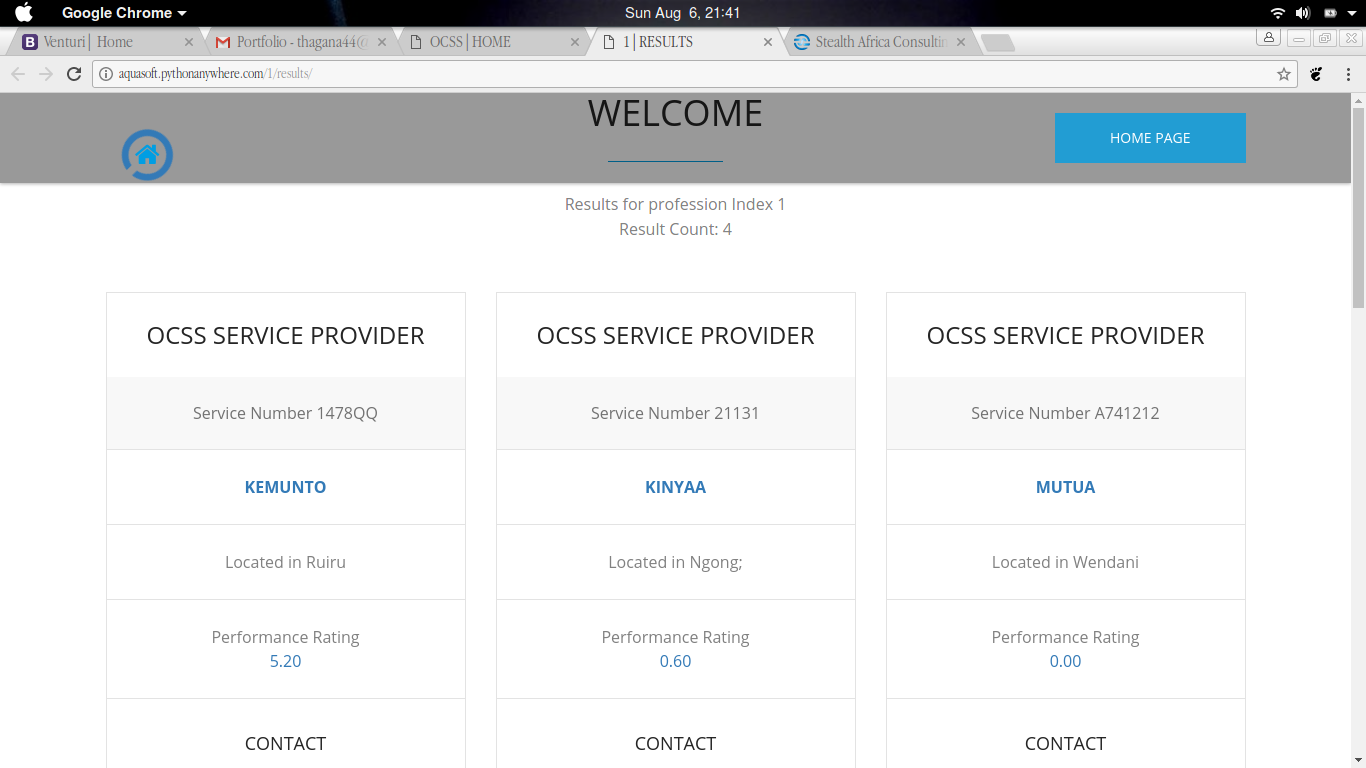 Google Chrome
Sun Aug 6, 21:41
Venturi| Home
Portfolio - thagana44@
OCSS | HOME
1 | RESULTS
Stealth Africa Consultin
aquasoft.pythonanywhere.com/1/results/
WELCOME
HOME PAGE
Results for profession Index 1
Result Count: 4
OCSS SERVICE PROVIDER
Service Number 1478QQ
KEMUNTO
Located in Ruiru
Performance Rating
5.20
CONTACT
OCSS SERVICE PROVIDER
Service Number 21131
KINYAA
Located in Ngong;
Performance Rating
0.60
CONTACT
OCSS SERVICE PROVIDER
Service Number A741212
MUTUA
Located in Wendani
Performance Rating
0.00
CONTACT